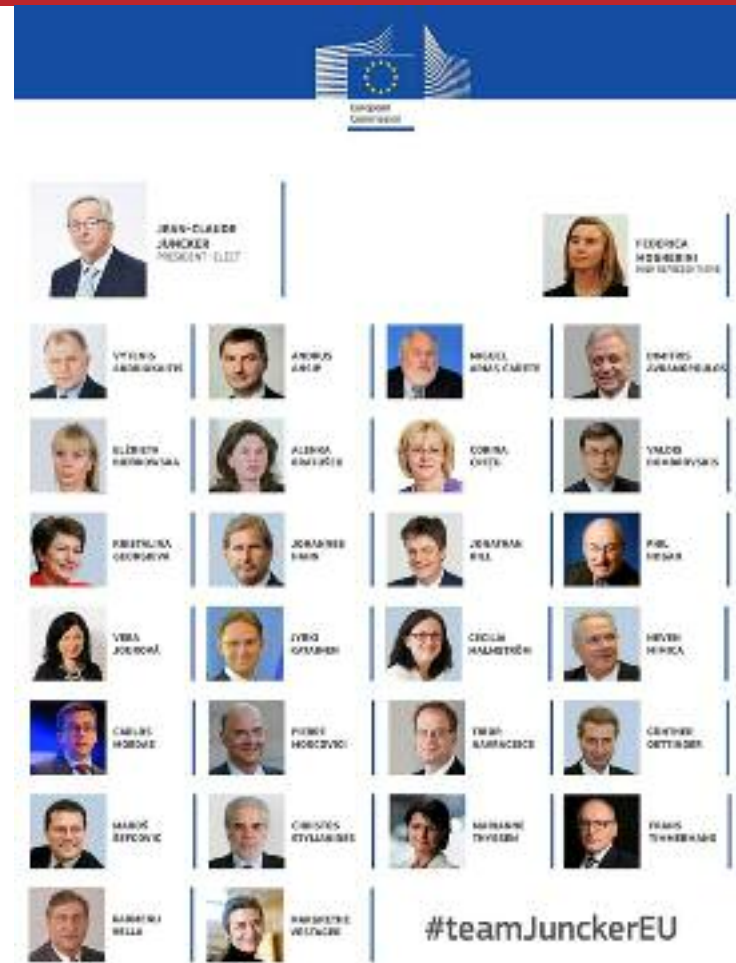 European
Commission
JEAN-CLAUDE
JUNCKER
PRESIDENT-ELECT
FEDERICA
MOGHERINI
HIGH REPRESENTATIVE
VYTENIS
ANDRIUKAITIS
ANDRUS
ANSIP
MIGUEL
ARIAS CAÑETE
DIMITRIS
AVRAMOPOULOS
ELŻBIETA
BIEŃKOWSKA
ALENKA
BRATUŠEK
CORINA
CREȚU
VALDIS
DOMBROVSKIS
KRISTALINA
GEORGIEVA
JOHANNES
HAHN
JONATHAN
HILL
PHIL
HOGAN
VĚRA
JOUROVÁ
JYRKI
KATAINEN
CECILIA
MALMSTRÖM
NEVEN
MIMICA
CARLOS
MOEDAS
PIERRE
MOSCOVICI
TIBOR
NAVRACSICS
GÜNTHER
OETTINGER
MAROŠ
ŠEFČOVIČ
CHRISTOS
STYLIANIDES
MARIANNE
THYSSEN
FRANS
TIMMERMANS
KARMENU
VELLA
MARGRETHE
VESTAGER
#teamJunckerEU